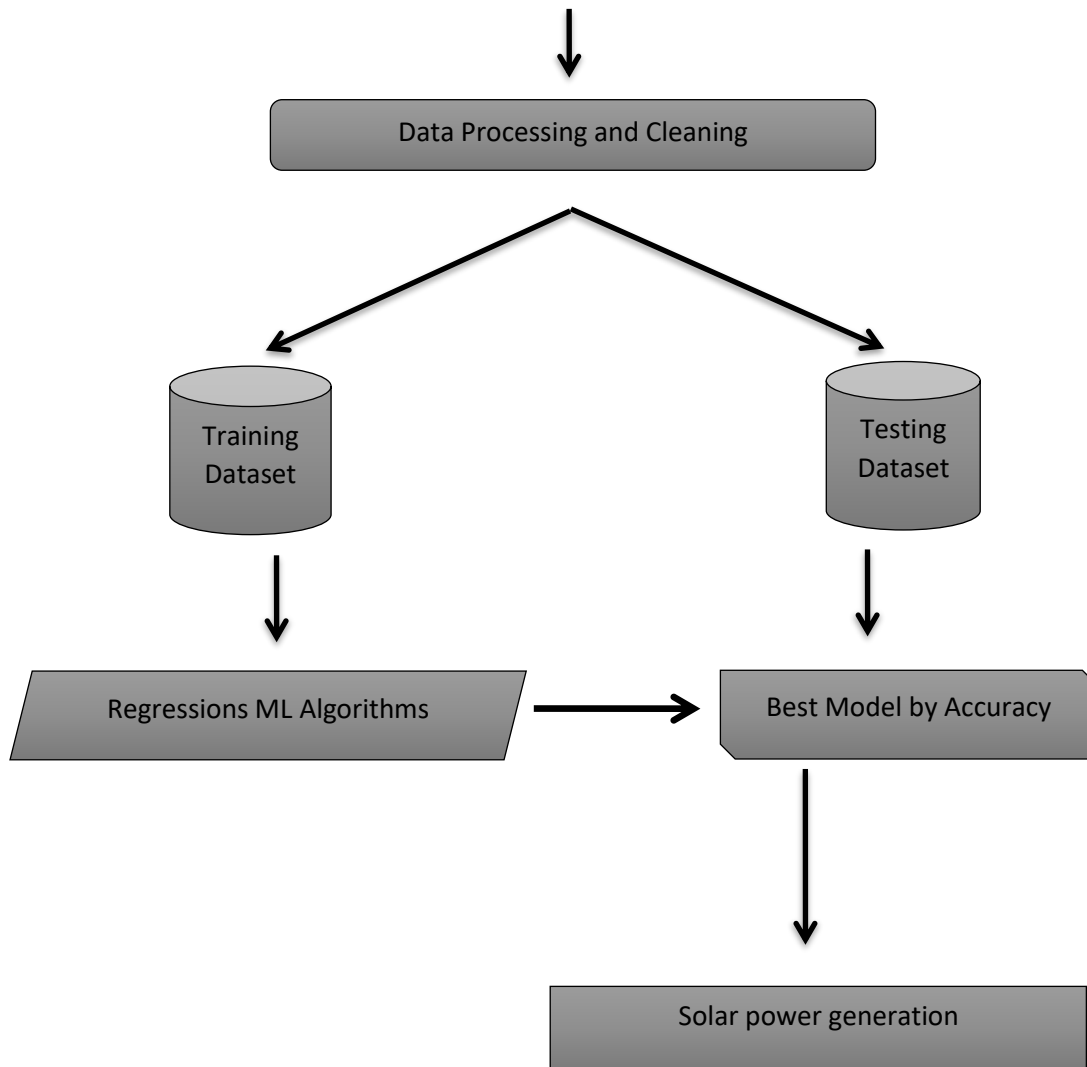 Data Processing and Cleaning
Training
Dataset
Testing
Dataset
Regressions ML Algorithms
Best Model by Accuracy
Solar power generation